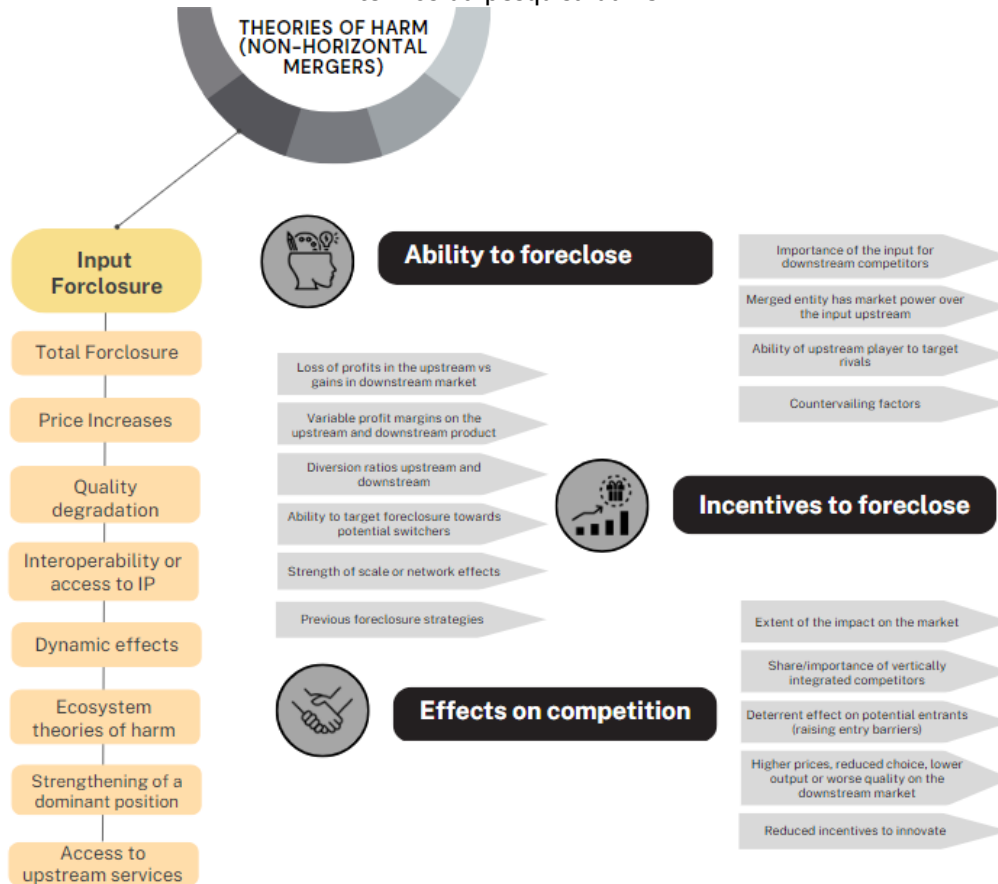 THEORIES OF HARM
(NON-HORIZONTAL
MERGERS)
Input
Forclosure
Total Forclosure
Price Increases
Quality
degradation
Interoperability or
access to IP
Dynamic effects
Ecosystem
theories of harm
Strengthening of a
dominant position
Access to
upstream services
Ability to foreclose
Importance of the input for
downstream competitors
Merged entity has market power over
the input upstream
Ability of upstream player to target
rivals
Countervailing factors
Loss of profits in the upstream vs
gains in downstream market
Variable profit margins on the
upstream and downstream product
Diversion ratios upstream and
downstream
Ability to target foreclosure towards
potential switchers
Strength of scale or network effects
Previous foreclosure strategies
Incentives to foreclose
Effects on competition
Extent of the impact on the market
Share/importance of vertically
integrated competitors
Deterrent effect on potential entrants
(raising entry barriers)
Higher prices, reduced choice, lower
output or worse quality on the
downstream market
Reduced incentives to innovate